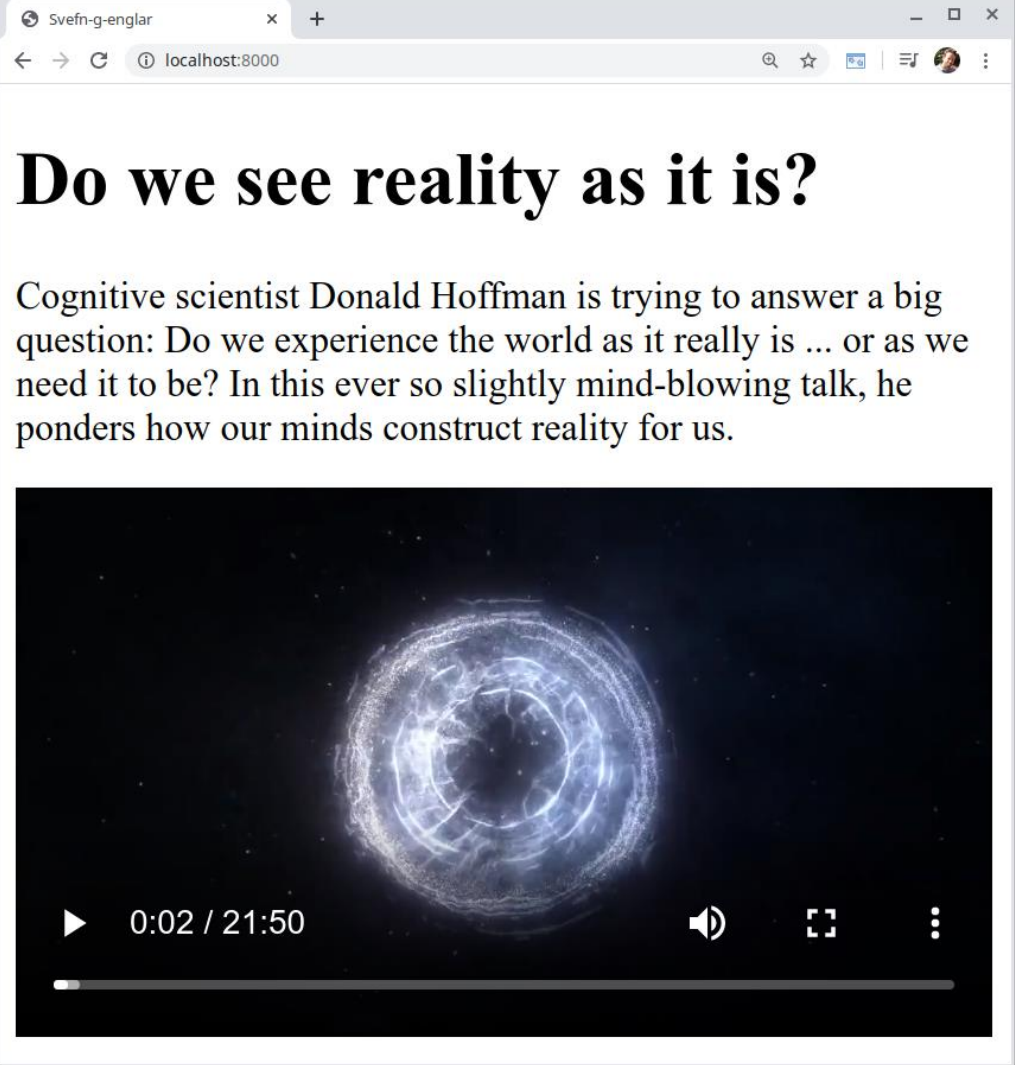 Svefn-g-englar
localhost:8000
Do we see reality as it is?
Cognitive scientist Donald Hoffman is trying to answer a big
question: Do we experience the world as it really is ... or as we
need it to be? In this ever so slightly mind-blowing talk, he
ponders how our minds construct reality for us.
0:02 / 21:50